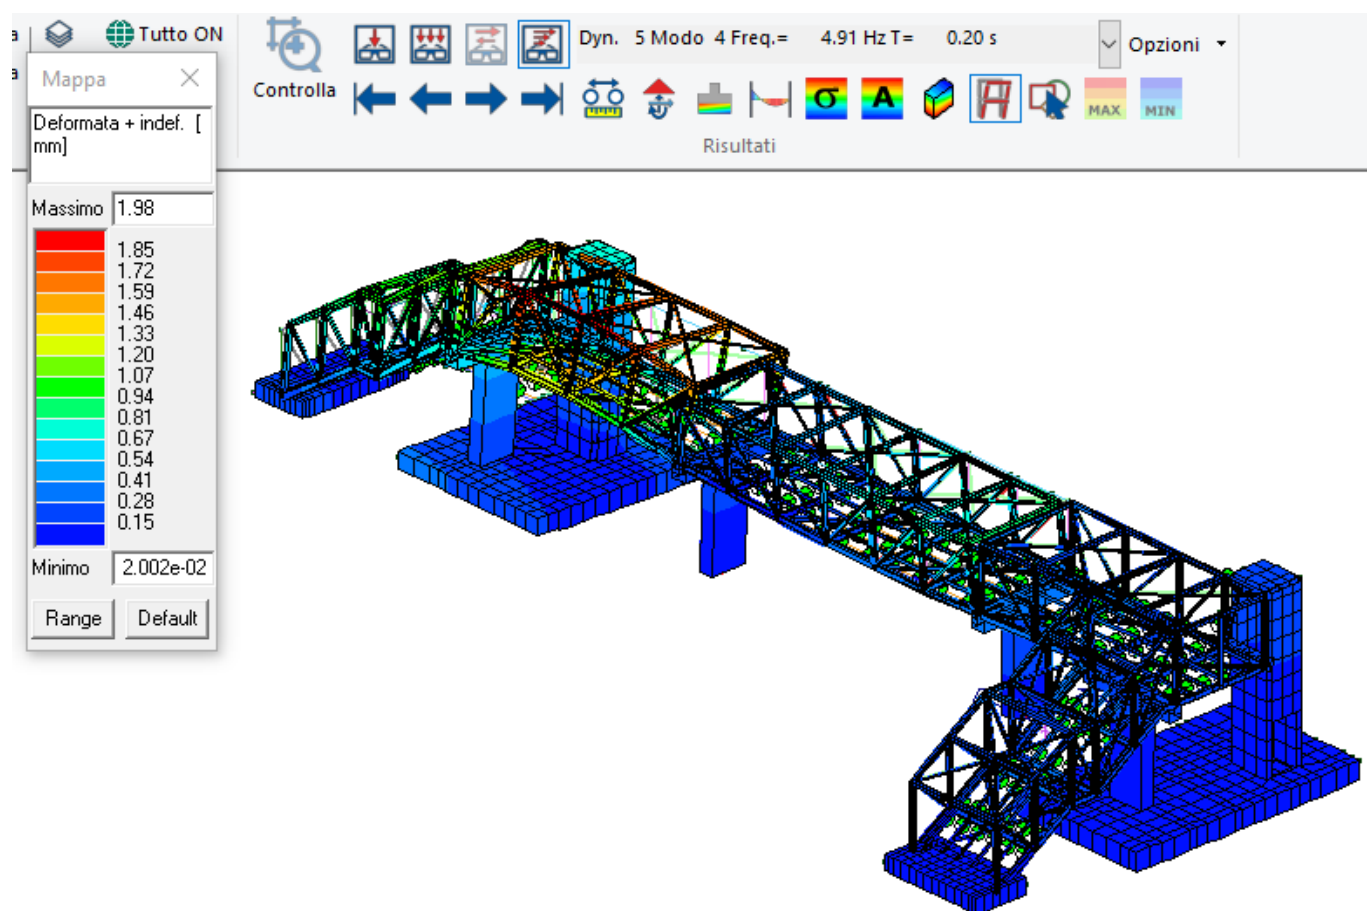 a
Tutto ON
Dyn. 5 Modo 4 Freq.= 4.91 Hz T= 0.20 s
Opzioni
a
Mappa
Controlla
σ
A
MAX
MIN
Risultati
Deformata + indef. [
mm]
Massimo 1.98
1.85
1.72
1.59
1.46
1.33
1.20
1.07
0.94
0.81
0.67
0.54
0.41
0.28
0.15
Minimo 2.002e-02
Range Default